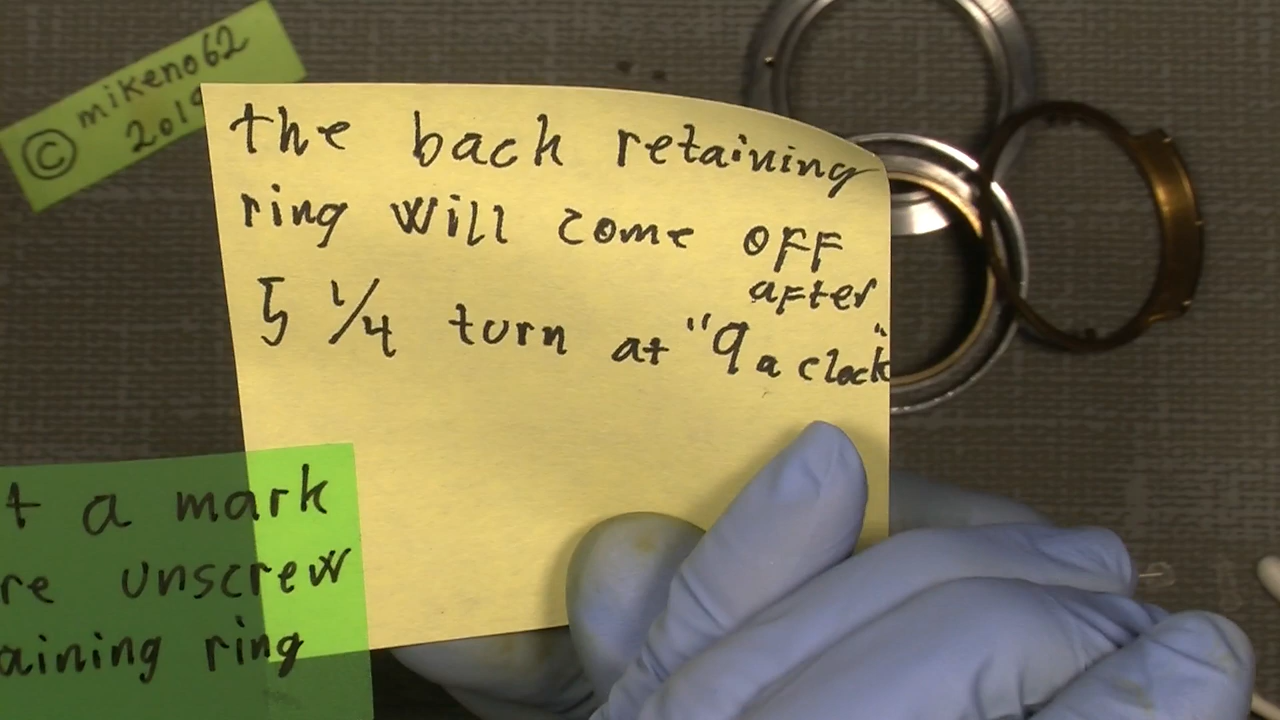 © mikeno62
2019
the back retaining
ring will come OFF
after
5 1/4 turn at "9 a clock"
t a mark
re unscrew
aining ring